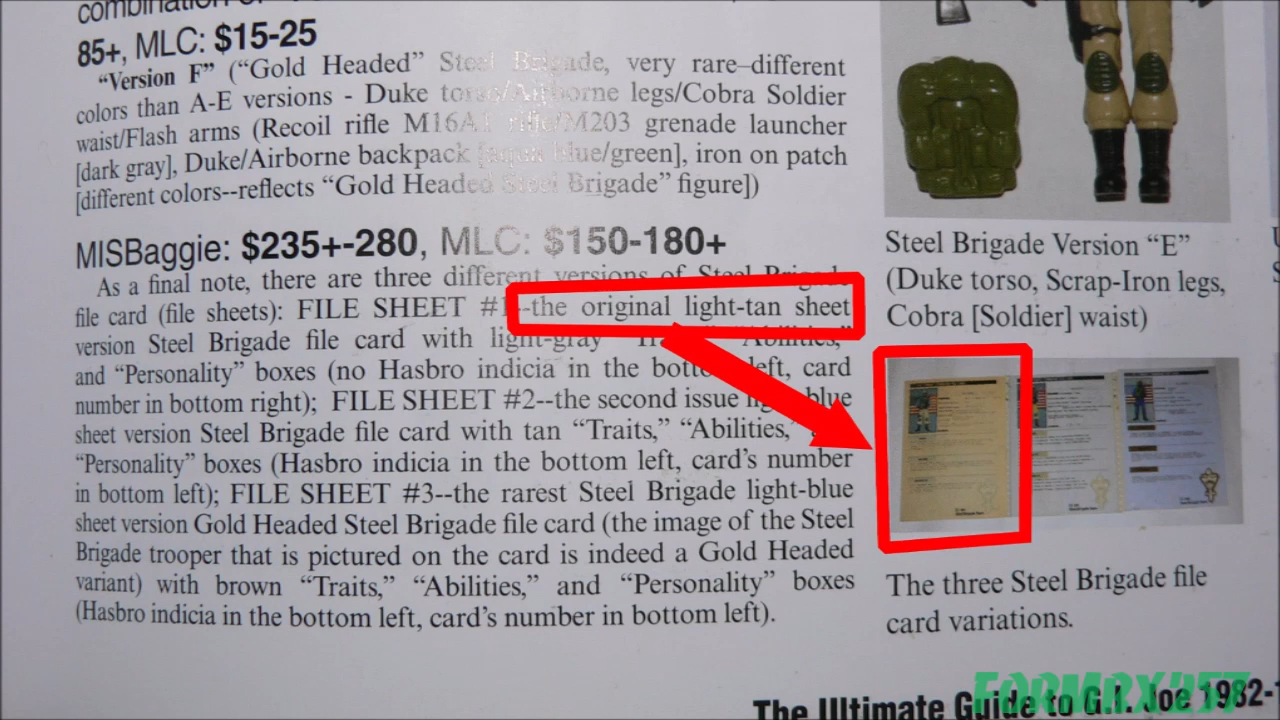 combination of
85+, MLC: $15-25
"Version F" ("Gold Headed" Steel Brigade, very rare–different
colors than A-E versions - Duke torso/Airborne legs/Cobra Soldier
waist/Flash arms (Recoil rifle M16A1 rifle/M203 grenade launcher
[dark gray], Duke/Airborne backpack [aqua blue/green], iron on patch
[different colors--reflects "Gold Headed Steel Brigade" figure])
MISBaggie: $235+-280, MLC: $150-180+
As a final note, there are three different versions of Steel Brigade
file card (file sheets): FILE SHEET #1--the original light-tan sheet
version Steel Brigade file card with light-gray "Abilities,"
and "Personality" boxes (no Hasbro indicia in the bottom left, card
number in bottom right); FILE SHEET #2--the second issue light-blue
sheet version Steel Brigade file card with tan "Traits," "Abilities,"
"Personality" boxes (Hasbro indicia in the bottom left, card's number
in bottom left); FILE SHEET #3--the rarest Steel Brigade light-blue
sheet version Gold Headed Steel Brigade file card (the image of the Steel
Brigade trooper that is pictured on the card is indeed a Gold Headed
variant) with brown "Traits," "Abilities," and "Personality" boxes
(Hasbro indicia in the bottom left, card's number in bottom left).
Steel Brigade Version "E"
(Duke torso, Scrap-Iron legs,
Cobra [Soldier] waist)
The three Steel Brigade file
card variations.
The Ultimate Guide to G.I. Joe 1982-
FORMBX257